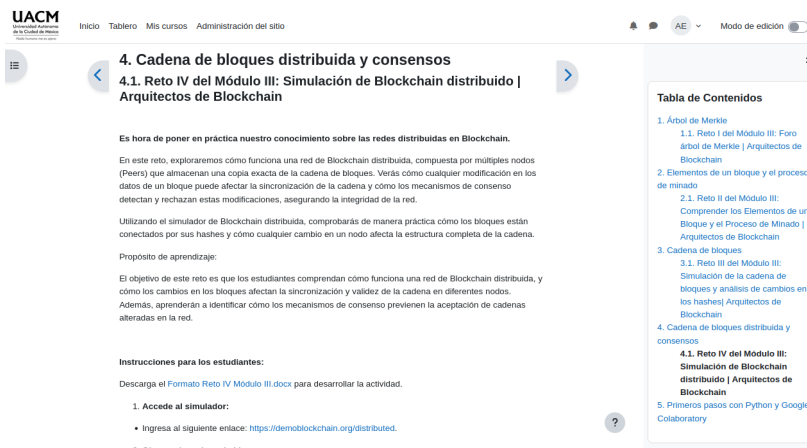 UACM
Universidad Autónoma
de la Ciudad de México
Nada humano me es ajeno
Inicio Tablero Mis cursos Administración del sitio
AE
Modo de edición
4. Cadena de bloques distribuida y consensos
4.1. Reto IV del Módulo III: Simulación de Blockchain distribuido |
Arquitectos de Blockchain
Es hora de poner en práctica nuestro conocimiento sobre las redes distribuidas en Blockchain.
En este reto, exploraremos cómo funciona una red de Blockchain distribuida, compuesta por múltiples nodos
(Peers) que almacenan una copia exacta de la cadena de bloques. Verás cómo cualquier modificación en los
datos de un bloque puede afectar la sincronización de la cadena y cómo los mecanismos de consenso
detectan y rechazan estas modificaciones, asegurando la integridad de la red.
Utilizando el simulador de Blockchain distribuida, comprobarás de manera práctica cómo los bloques están
conectados por sus hashes y cómo cualquier cambio en un nodo afecta la estructura completa de la cadena.
Propósito de aprendizaje:
El objetivo de este reto es que los estudiantes comprendan cómo funciona una red de Blockchain distribuida, y
cómo los cambios en los bloques afectan la sincronización y validez de la cadena en diferentes nodos.
Además, aprenderán a identificar cómo los mecanismos de consenso previenen la aceptación de cadenas
alteradas en la red.
Instrucciones para los estudiantes:
Descarga el Formato Reto IV Módulo III.docx para desarrollar la actividad.
1. Accede al simulador:
• Ingresa al siguiente enlace: https://demoblockchain.org/distributed.
?
Tabla de Contenidos
1. Árbol de Merkle
1.1. Reto I del Módulo III: Foro
árbol de Merkle | Arquitectos de
Blockchain
2. Elementos de un bloque y el proceso
de minado
2.1. Reto II del Módulo III:
Comprender los Elementos de un
Bloque y el Proceso de Minado |
Arquitectos de Blockchain
3. Cadena de bloques
3.1. Reto III del Módulo III:
Simulación de la cadena de
bloques y análisis de cambios en
los hashes| Arquitectos de
Blockchain
4. Cadena de bloques distribuida y
consensos
4.1. Reto IV del Módulo III:
Simulación de Blockchain
distribuido | Arquitectos de
Blockchain
5. Primeros pasos con Python y Google
Colaboratory